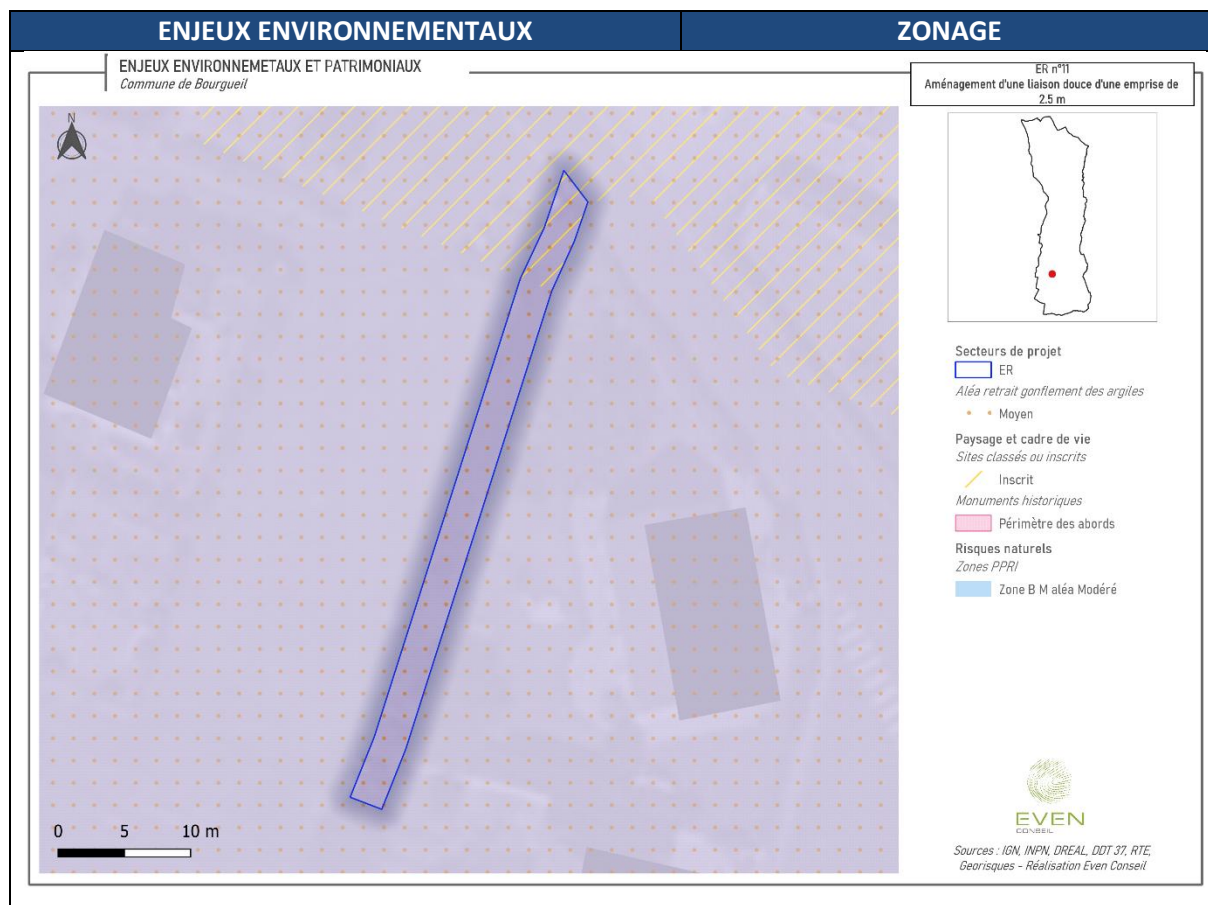 ENJEUX ENVIRONNEMENTAUX
ZONAGE
ENJEUX ENVIRONNEMETAUX ET PATRIMONIAUX
Commune de Bourgueil
ER n°11
Aménagement d'une liaison douce d'une emprise de
2.5 m
N
Secteurs de projet
ER
Aléa retrait gonflement des argiles
Moyen
Paysage et cadre de vie
Sites classés ou inscrits
Inscrit
Monuments historiques
Périmètre des abords
Risques naturels
Zones PPRI
Zone B M aléa Modéré
0 5 10 m
EVEN
CONSEIL
Sources : IGN, INPN, DREAL, DDT 37, RTE,
Georisques - Réalisation Even Conseil